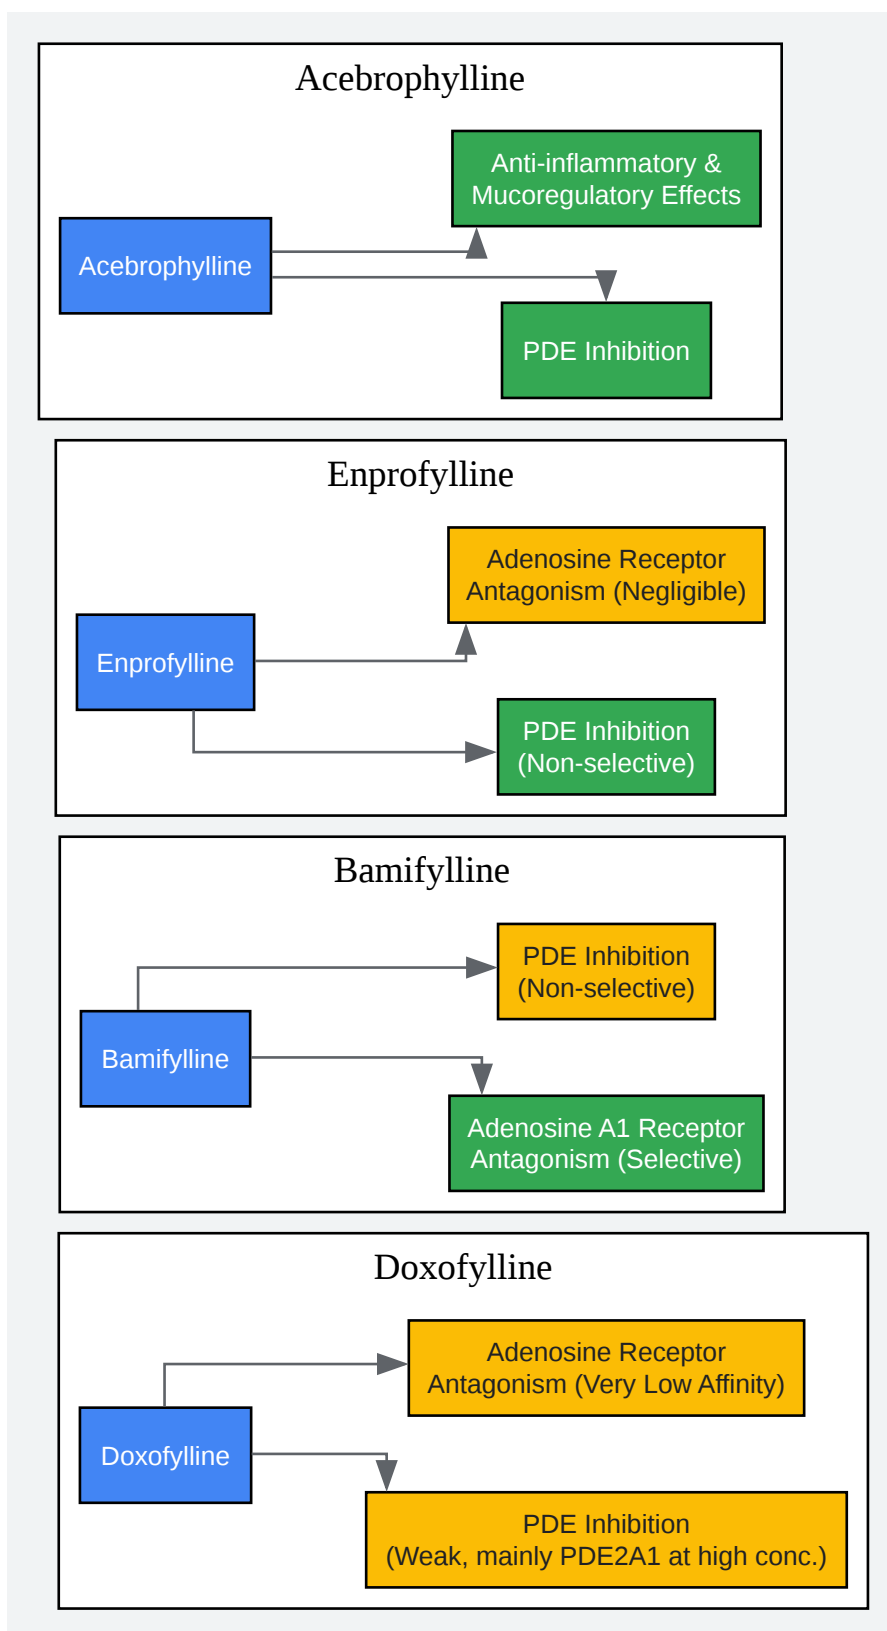 Acebrophylline
Anti-inflammatory &
Mucoregulatory Effects
Acebrophylline
PDE Inhibition
Enprofylline
Adenosine Receptor
Antagonism (Negligible)
Enprofylline
PDE Inhibition
(Non-selective)
Bamifylline
PDE Inhibition
(Non-selective)
Bamifylline
Adenosine A1 Receptor
Antagonism (Selective)
Doxofylline
Adenosine Receptor
Antagonism (Very Low Affinity)
Doxofylline
PDE Inhibition
(Weak, mainly PDE2A1 at high conc.)